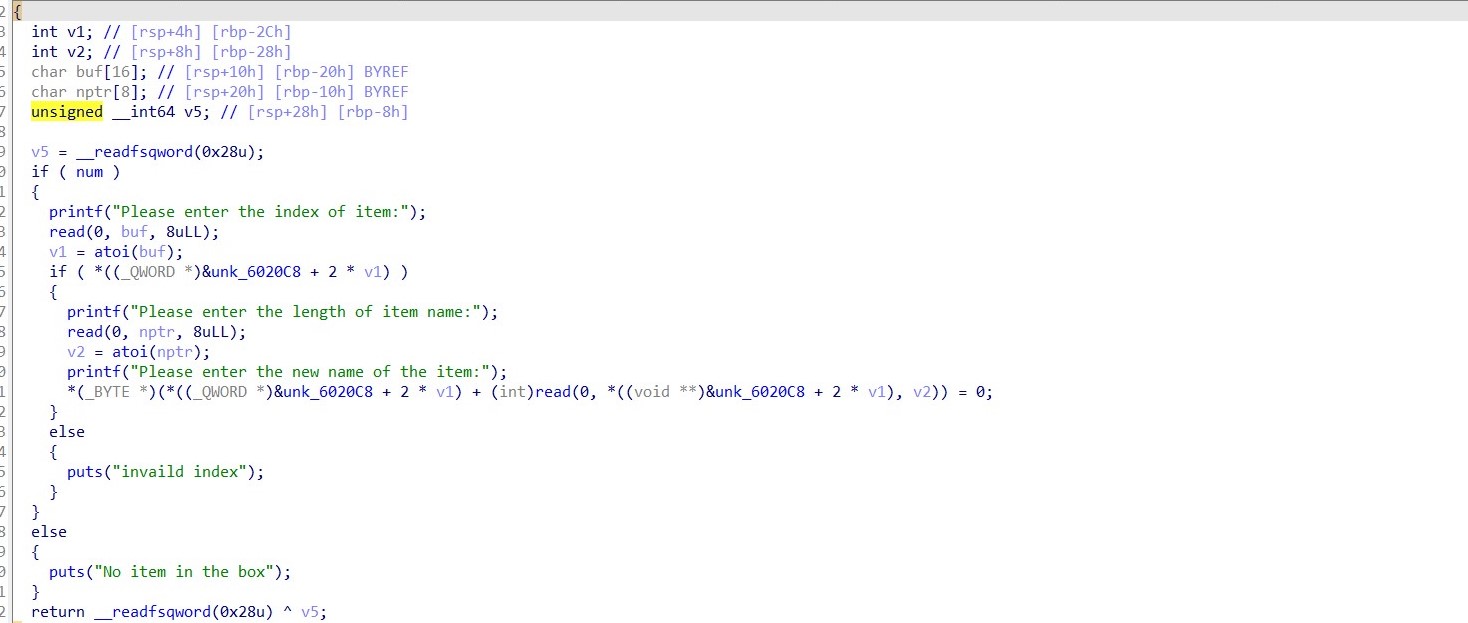 2 {
3 int v1; // [rsp+4h] [rbp-2Ch]
4 int v2; // [rsp+8h] [rbp-28h]
5 char buf[16]; // [rsp+10h] [rbp-20h] BYREF
6 char nptr[8]; // [rsp+20h] [rbp-10h] BYREF
7 unsigned __int64 v5; // [rsp+28h] [rbp-8h]
8
9 v5 = __readfsqword(0x28u);
0 if ( num )
1 {
2 printf("Please enter the index of item:");
3 read(0, buf, 8uLL);
4 v1 = atoi(buf);
5 if ( *((_QWORD *)&unk_6020C8 + 2 * v1) )
6 {
7 printf("Please enter the length of item name:");
8 read(0, nptr, 8uLL);
9 v2 = atoi(nptr);
0 printf("Please enter the new name of the item:");
1 *(_BYTE *)(*((_QWORD *)&unk_6020C8 + 2 * v1) + (int)read(0, *((void **)&unk_6020C8 + 2 * v1), v2)) = 0;
2 }
3 else
4 {
5 puts("invaild index");
6 }
7 }
8 else
9 {
0 puts("No item in the box");
1 }
2 return __readfsqword(0x28u) ^ v5;